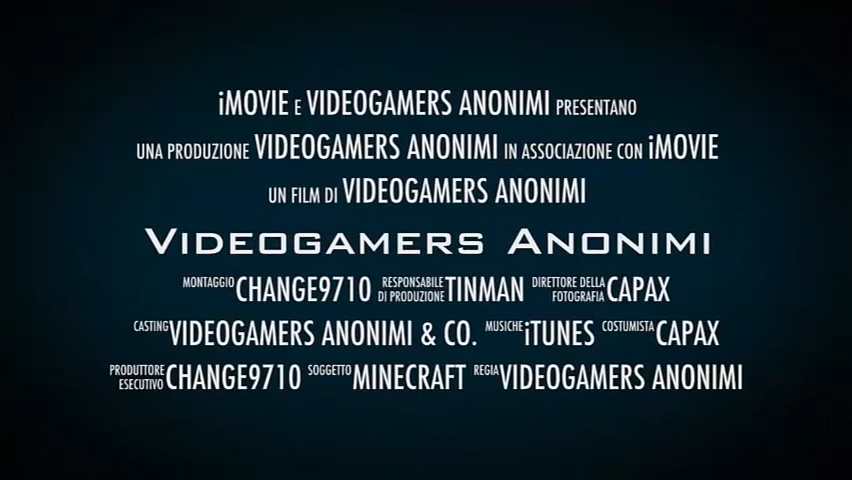 iMOVIE E VIDEOGAMERS ANONIMI PRESENTANO
UNA PRODUZIONE VIDEOGAMERS ANONIMI IN ASSOCIAZIONE CON iMOVIE
UN FILM DI VIDEOGAMERS ANONIMI
VIDEOGAMERS ANONIMI
MONTAGGIO CHANGE9710 RESPONSABILE DI PRODUZIONE TINMAN DIRETTORE DELLA FOTOGRAFIA CAPAX
CASTING VIDEOGAMERS ANONIMI & CO. MUSICHE iTUNES COSTUMISTA CAPAX
PRODUTTORE ESECUTIVO CHANGE9710 SOGGETTO MINECRAFT REGIA VIDEOGAMERS ANONIMI